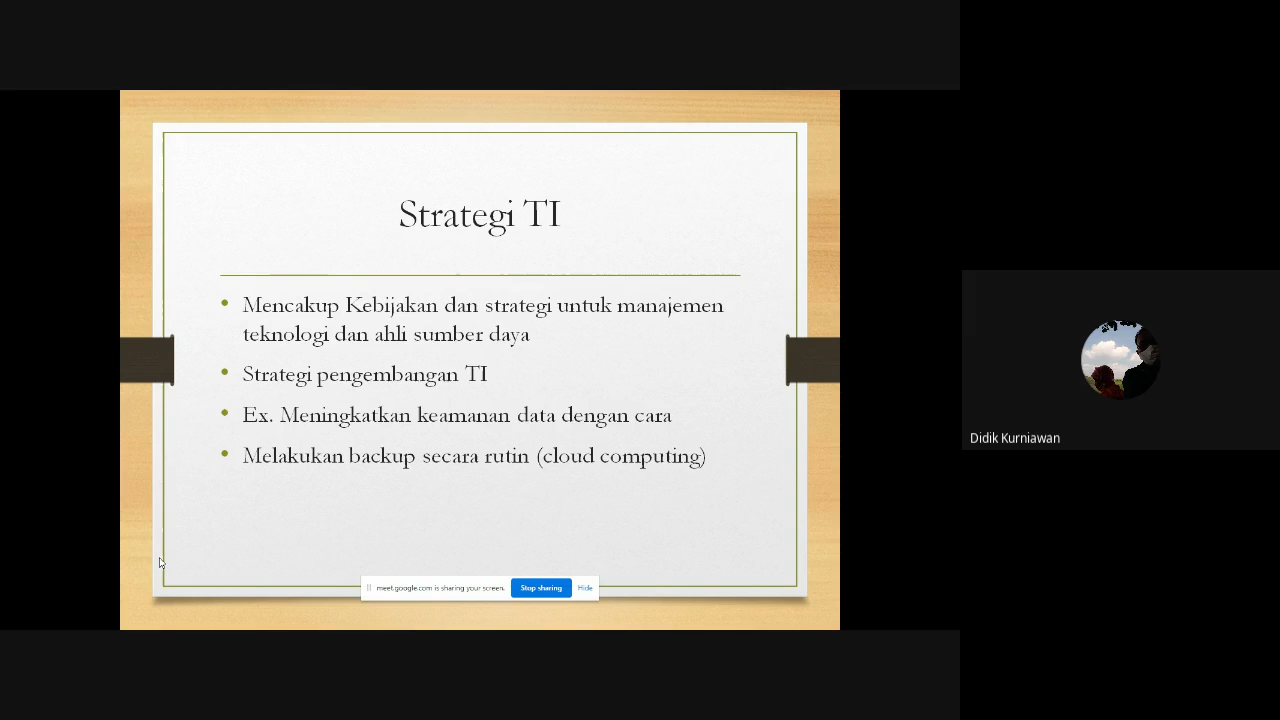 Strategi TI
• Mencakup Kebijakan dan strategi untuk manajemen
teknologi dan ahli sumber daya
• Strategi pengembangan TI
• Ex. Meningkatkan keamanan data dengan cara
• Melakukan backup secara rutin (cloud computing)
meet.google.com is sharing your screen. Stop sharing Hide
Didik Kurniawan